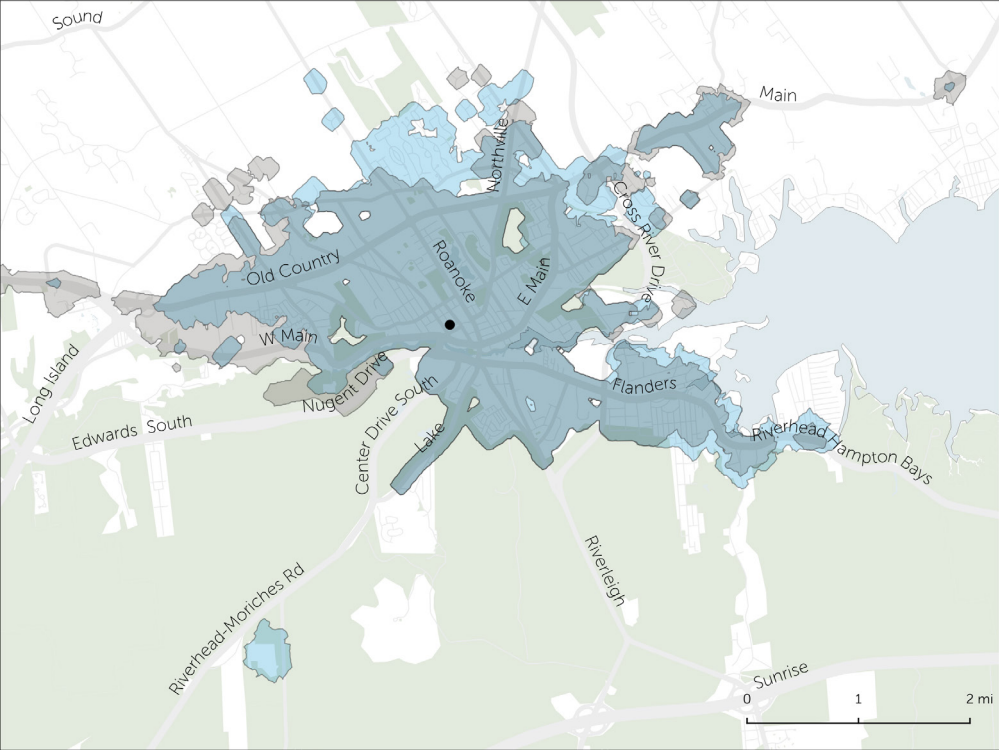 Sound
Main
Northville
Cross River Drive
Old Country
Roanoke
E Main
W Main
Long Island
Nugent Drive
Flanders
Edwards South
Center Drive South
Lake
Riverhead Hampton Bays
Riverleigh
Riverhead-Moriches Rd
Sunrise
0 1 2 mi